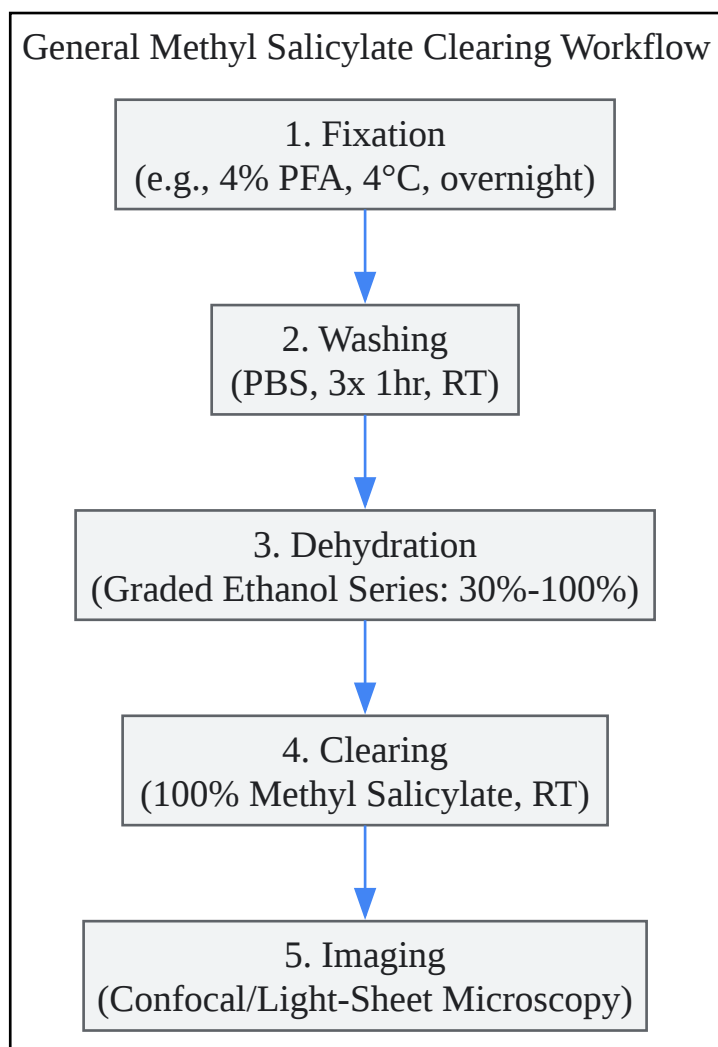 General Methyl Salicylate Clearing Workflow
1. Fixation
(e.g., 4% PFA, 4°C, overnight)
2. Washing
(PBS, 3x 1hr, RT)
3. Dehydration
(Graded Ethanol Series: 30%-100%)
4. Clearing
(100% Methyl Salicylate, RT)
5. Imaging
(Confocal/Light-Sheet Microscopy)